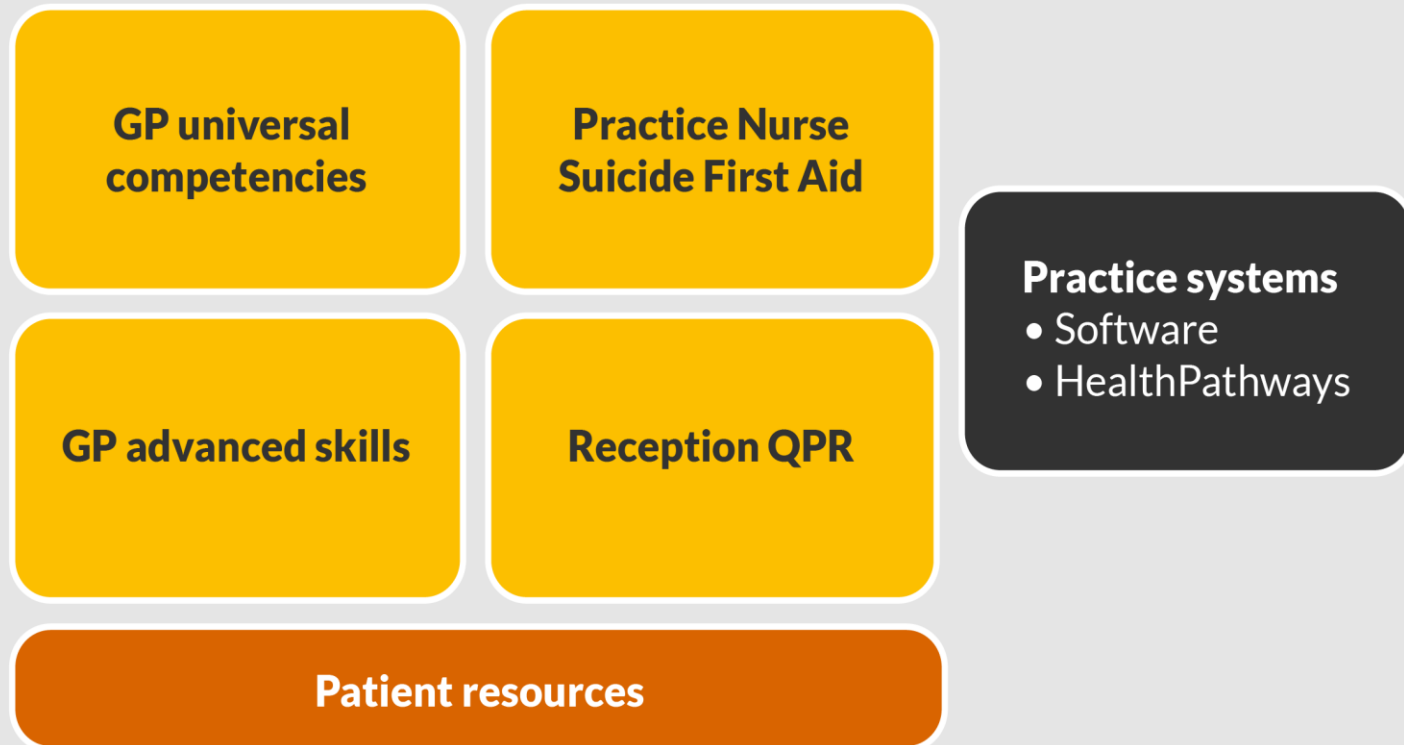 GP universal
competencies
Practice Nurse
Suicide First Aid
GP advanced skills
Reception QPR
Patient resources
Practice systems
• Software
• HealthPathways